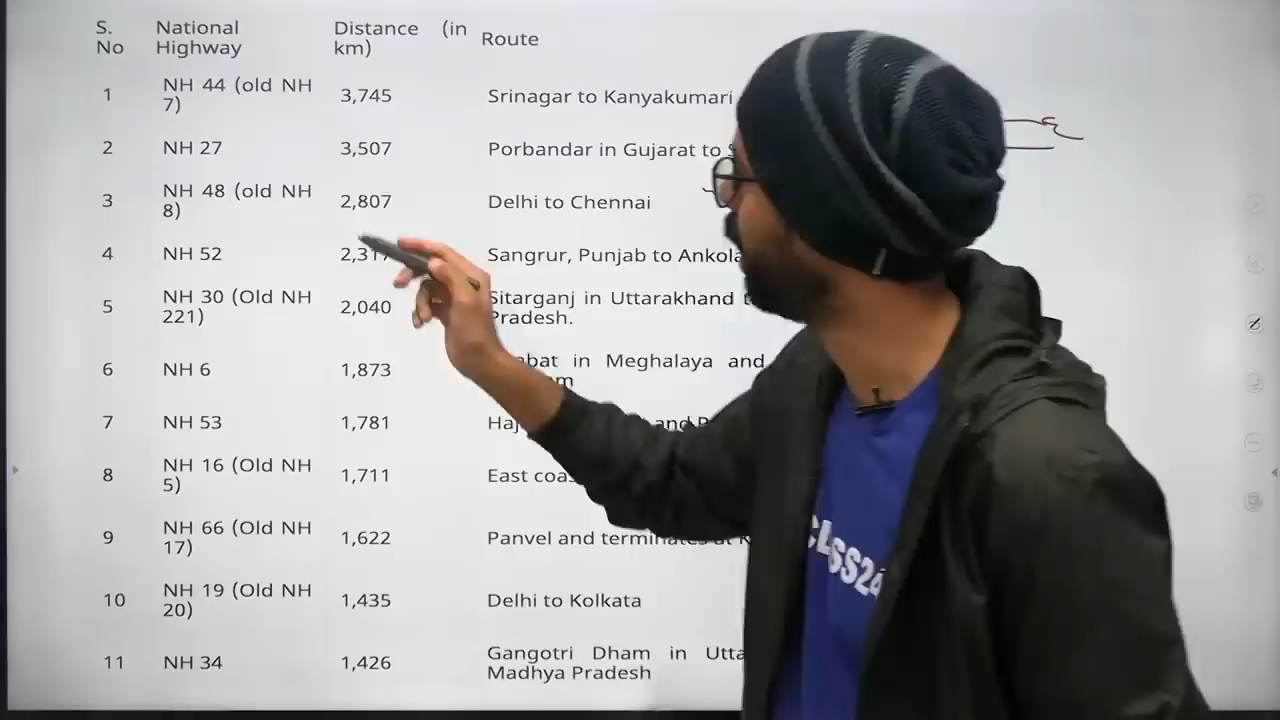 S. No National Highway Distance (in km) Route
1 NH 44 (old NH 7) 3,745 Srinagar to Kanyakumari
2 NH 27 3,507 Porbandar in Gujarat to
3 NH 48 (old NH 8) 2,807 Delhi to Chennai
4 NH 52 Sangrur, Punjab to Ankola
5 NH 30 (Old NH 221) 2,040 Sitarganj in Uttarakhand
Pradesh.
6 NH 6 1,873 in Meghalaya and
7 NH 53 1,781 and
8 NH 16 (Old NH 5) 1,711 East
9 NH 66 (Old NH 17) 1,622 Panvel and terminates at
10 NH 19 (Old NH 20) 1,435 Delhi to Kolkata
11 NH 34 1,426 Gangotri Dham in
Madhya Pradesh
CLSS24